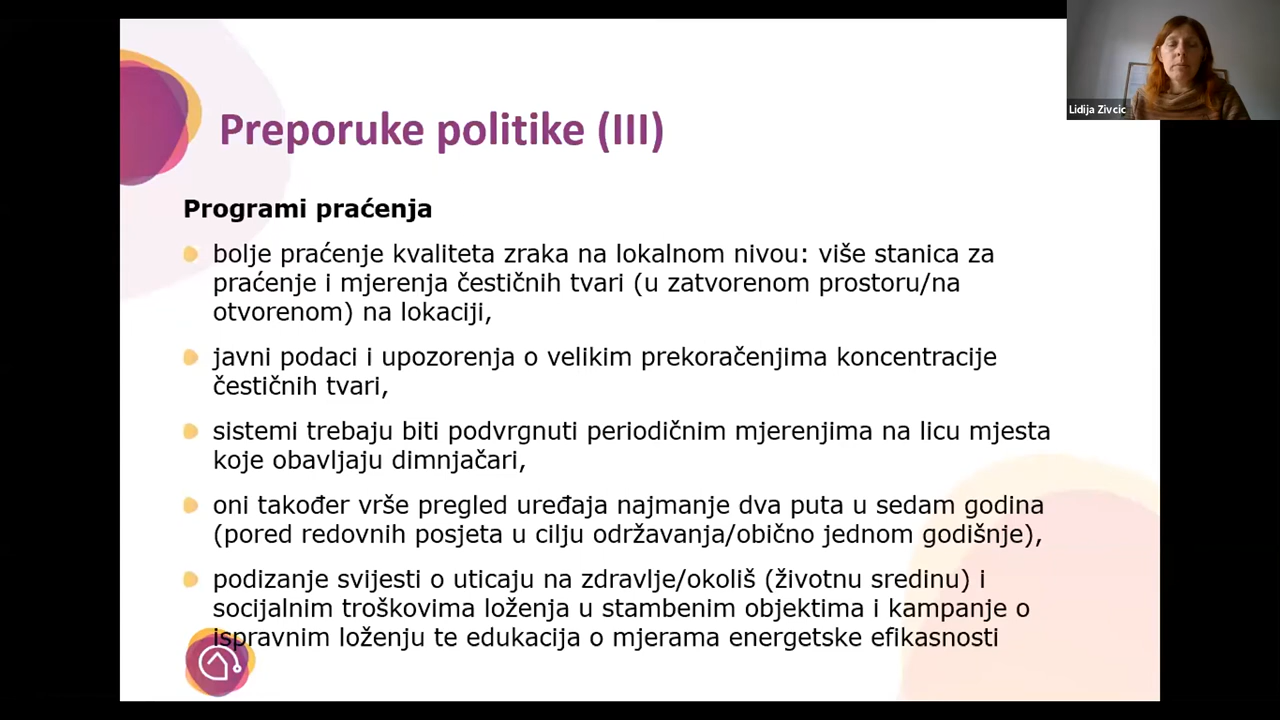 Preporuke politike (III)
Programi praćenja
bolje praćenje kvaliteta zraka na lokalnom nivou: više stanica za
praćenje i mjerenja čestičnih tvari (u zatvorenom prostoru/na
otvorenom) na lokaciji,
javni podaci i upozorenja o velikim prekoračenjima koncentracije
čestičnih tvari,
sistemi trebaju biti podvrgnuti periodičnim mjerenjima na licu mjesta
koje obavljaju dimnjačari,
oni također vrše pregled uređaja najmanje dva puta u sedam godina
(pored redovnih posjeta u cilju održavanja/obično jednom godišnje),
podizanje svijesti o uticaju na zdravlje/okoliš (životnu sredinu) i
socijalnim troškovima loženja u stambenim objektima i kampanje o
ispravnim loženju te edukacija o mjerama energetske efikasnosti
Lidija Zivcic